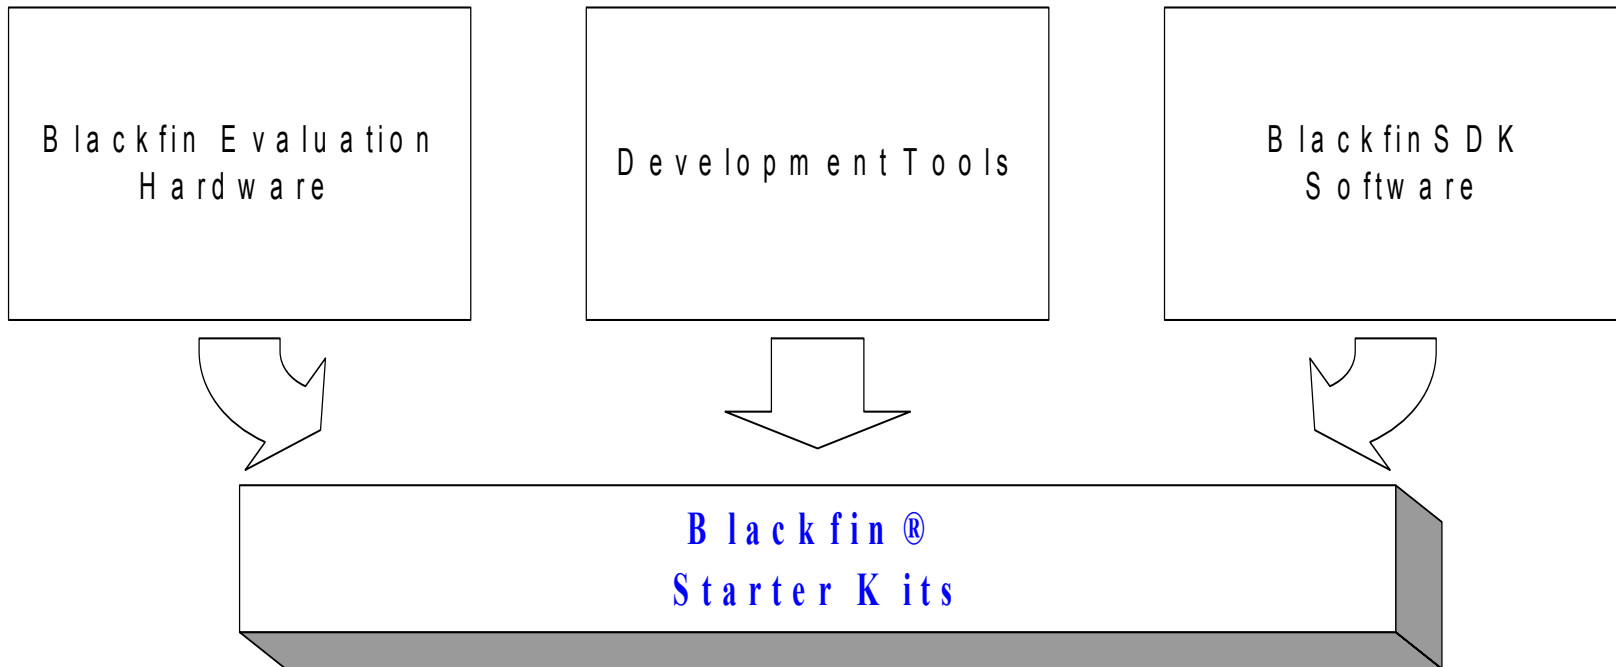 Blackfin Evaluation
Hardware
Development Tools
Blackfin SDK
Software
Blackfin®
Starter Kits